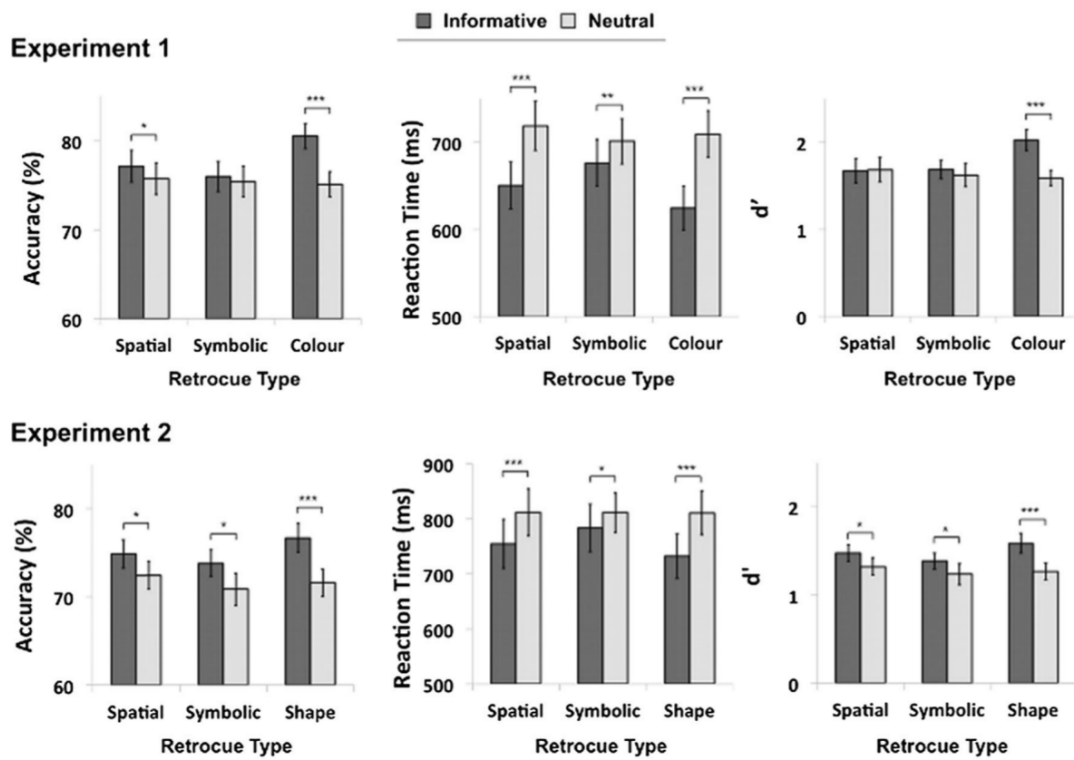 Informative Neutral
Experiment 1
Accuracy (%)
80
70
60
*
***
Spatial Symbolic Colour
Retrocue Type
Reaction Time (ms)
700
600
500
***
**
***
Spatial Symbolic Colour
Retrocue Type
d′
2
1
0
***
Spatial Symbolic Colour
Retrocue Type
Experiment 2
Accuracy (%)
80
70
60
*
*
***
Spatial Symbolic Shape
Retrocue Type
Reaction Time (ms)
900
800
700
600
500
***
*
***
Spatial Symbolic Shape
Retrocue Type
d'
2
1
0
*
*
***
Spatial Symbolic Shape
Retrocue Type